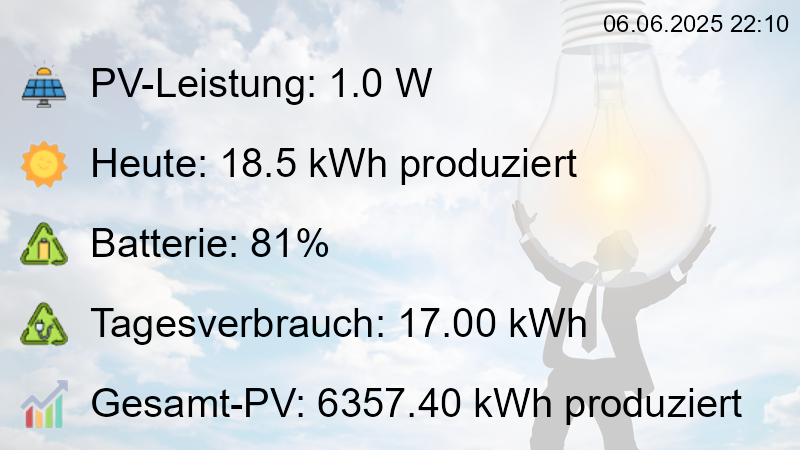 06.06.2025 22:10
PV-Leistung: 1.0 W
Heute: 18.5 kWh produziert
Batterie: 81%
Tagesverbrauch: 17.00 kWh
Gesamt-PV: 6357.40 kWh produziert